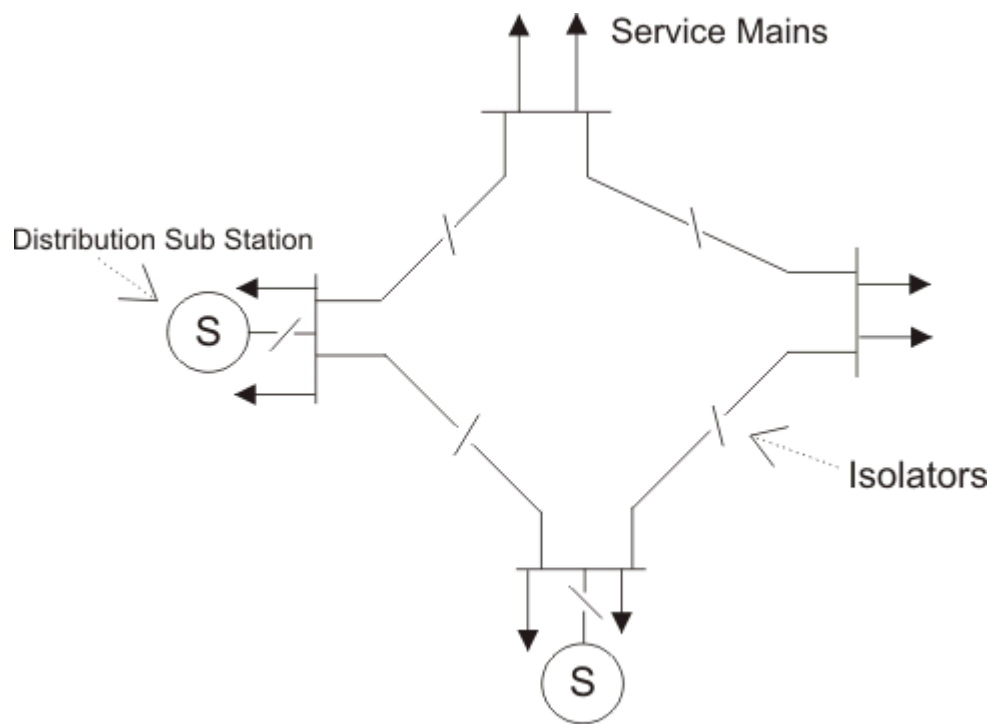 Service Mains
Distribution Sub Station
S
Isolators
S